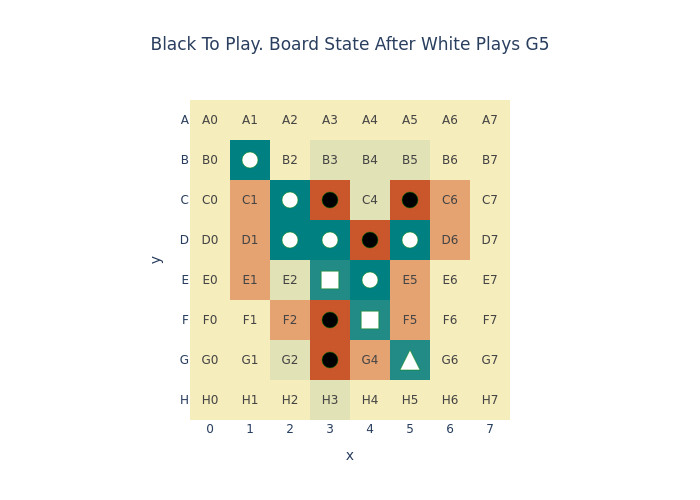 Black To Play. Board State After White Plays G5
A A0 A1 A2 A3 A4 A5 A6 A7
B B0 B2 B3 B4 B5 B6 B7
C C0 C1 C4 C6 C7
D D0 D1 D6 D7
E E0 E1 E2 E5 E6 E7
F F0 F1 F2 F5 F6 F7
G G0 G1 G2 G4 G6 G7
H H0 H1 H2 H3 H4 H5 H6 H7
0 1 2 3 4 5 6 7
x
y